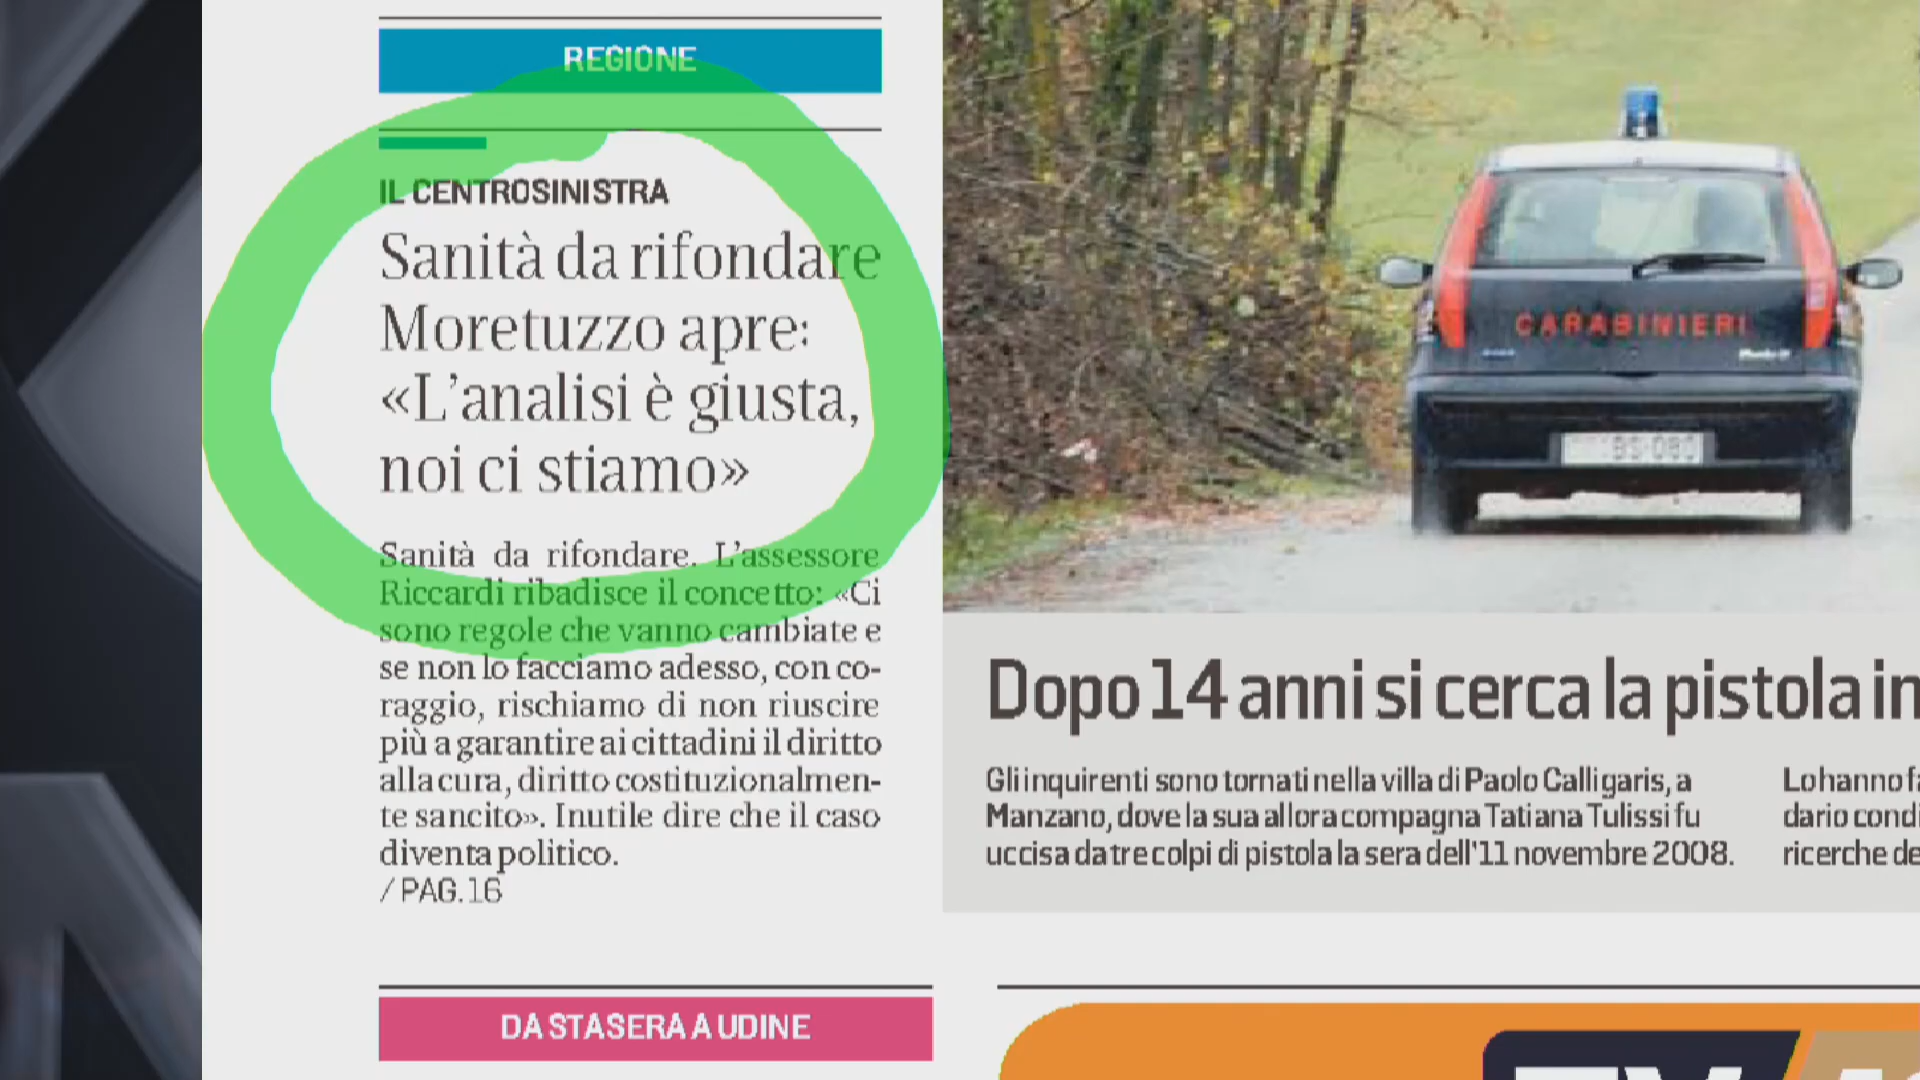 REGIONE
IL CENTROSINISTRA
Sanità da rifondare
Moretuzzo apre:
«L'analisi è giusta,
noi ci stiamo»
Sanità da rifondare. L'assessore
Riccardi ribadisce il concetto: «Ci
sono regole che vanno cambiate e
se non lo facciamo adesso, con co-
raggio, rischiamo di non riuscire
più a garantire ai cittadini il diritto
alla cura, diritto costituzionalmen-
te sancito». Inutile dire che il caso
diventa politico.
/ PAG. 16
DA STASERA A UDINE
CARABINIERI
Dopo 14 anni si cerca la pistola in
Gli inquirenti sono tornati nella villa di Paolo Calligaris, a
Manzano, dove la sua allora compagna Tatiana Tulissi fu
uccisa da tre colpi di pistola la sera dell'11 novembre 2008.
Lo hanno
dario
ricerche